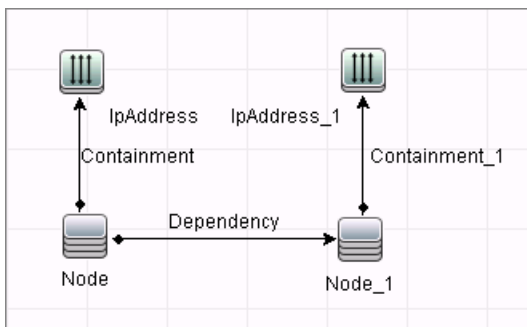 IpAddress
IpAddress_1
Containment
Containment_1
Dependency
Node
Node_1